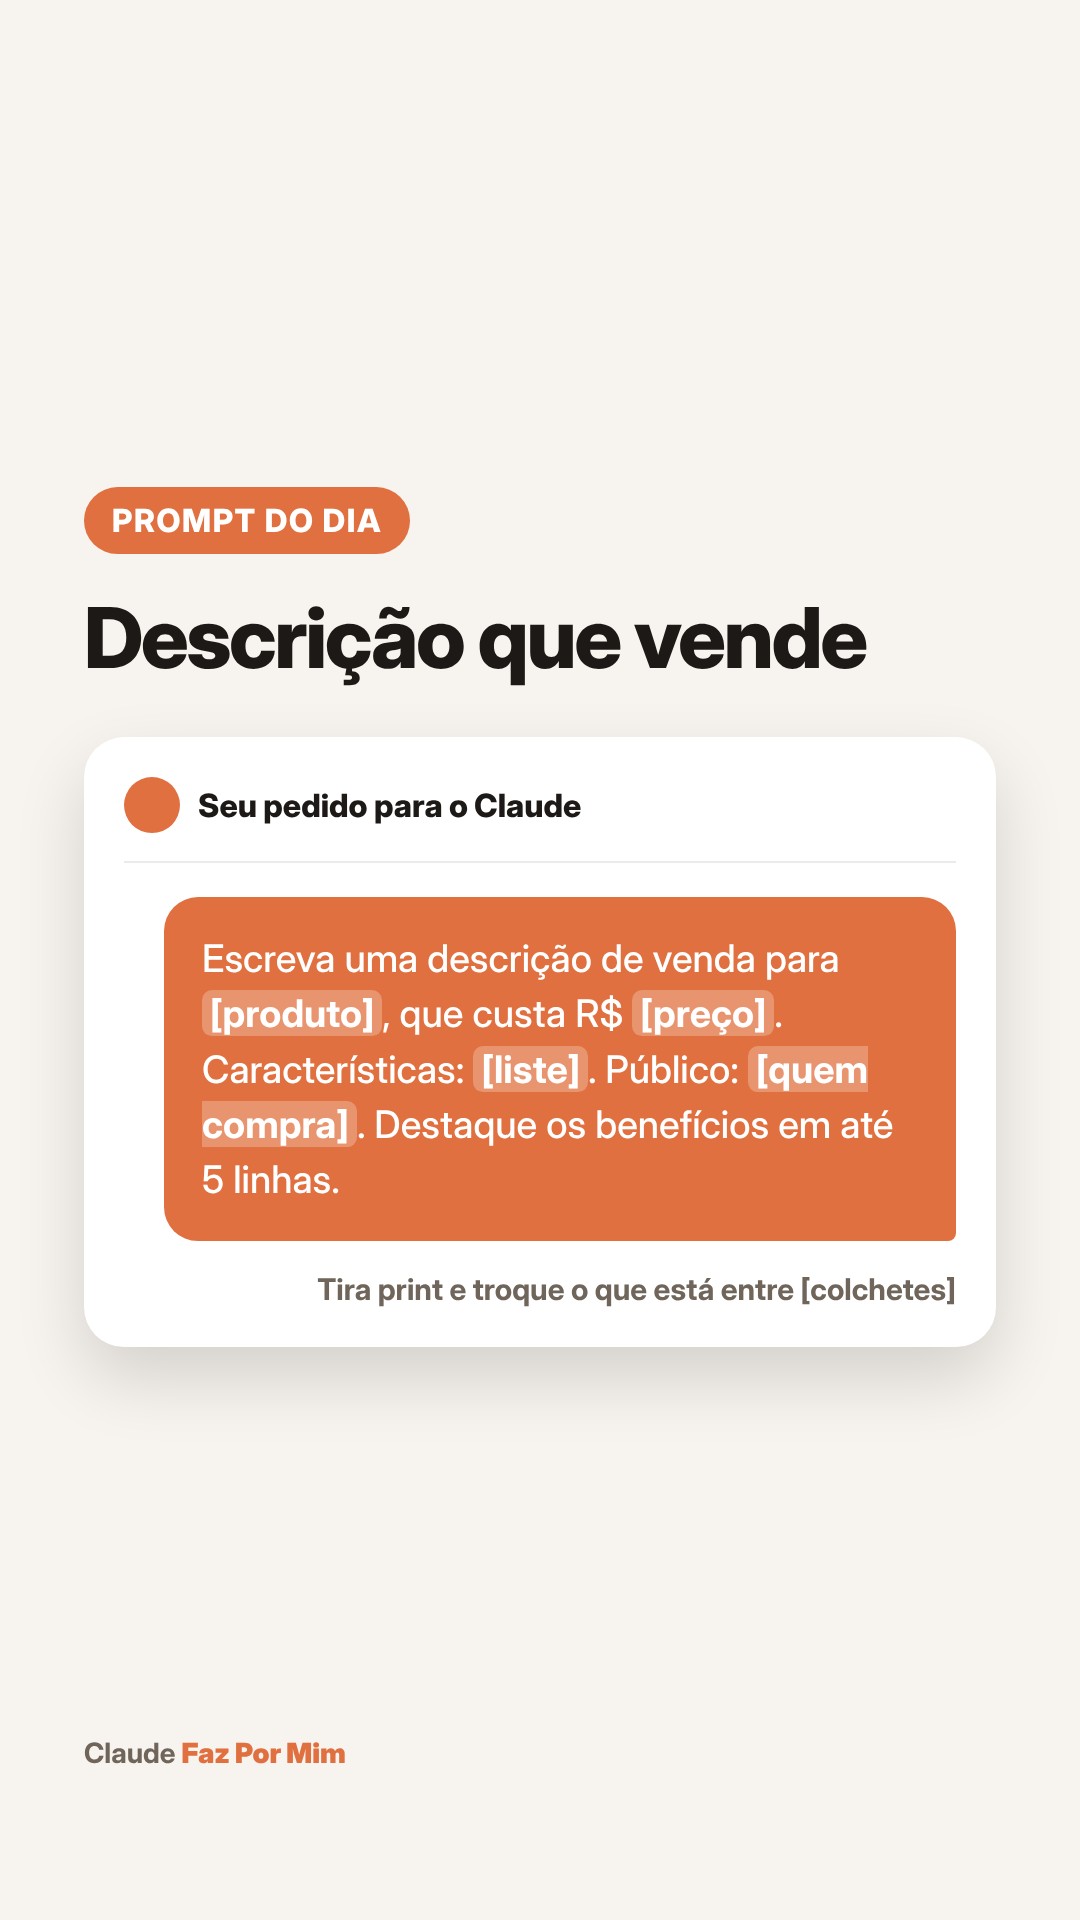 PROMPT DO DIA
Descrição que vende
Seu pedido para o Claude
Escreva uma descrição de venda para
[produto], que custa R$ [preço].
Características: [liste]. Público: [quem
compra]. Destaque os benefícios em até
5 linhas.
Tira print e troque o que está entre [colchetes]
Claude Faz Por Mim